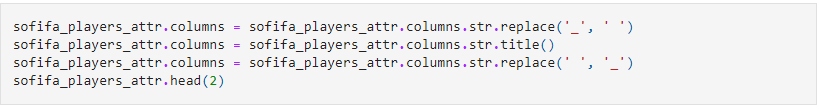 sofifa_players_attr.columns = sofifa_players_attr.columns.str.replace('_', ' ')
sofifa_players_attr.columns = sofifa_players_attr.columns.str.title()
sofifa_players_attr.columns = sofifa_players_attr.columns.str.replace(' ', '_')
sofifa_players_attr.head(2)